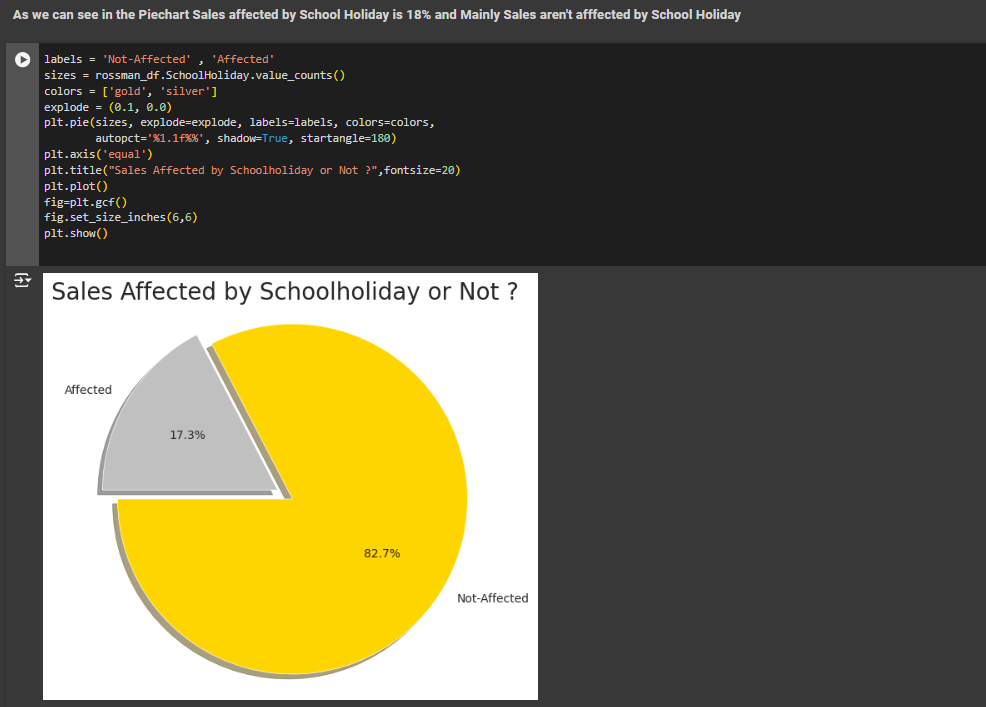 As we can see in the Piechart Sales affected by School Holiday is 18% and Mainly Sales aren't afffected by School Holiday
labels = 'Not-Affected' , 'Affected'
sizes = rossman_df.SchoolHoliday.value_counts()
colors = ['gold', 'silver']
explode = (0.1, 0.0)
plt.pie(sizes, explode=explode, labels=labels, colors=colors,
autopct='%1.1f%%', shadow=True, startangle=180)
plt.axis('equal')
plt.title("Sales Affected by Schoolholiday or Not ?",fontsize=20)
plt.plot()
fig=plt.gcf()
fig.set_size_inches(6,6)
plt.show()
Sales Affected by Schoolholiday or Not ?
Affected
17.3%
82.7%
Not-Affected